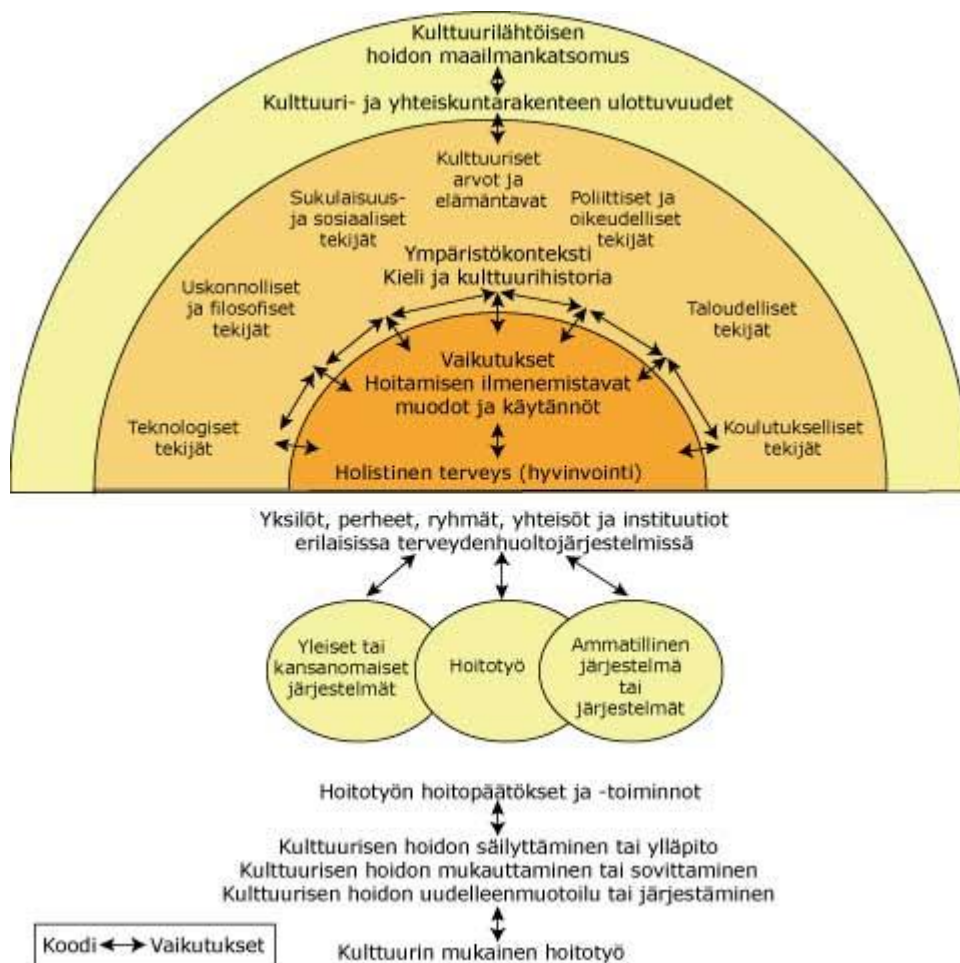 Kulttuurilähtöisen
hoidon maailmankatsomus
Kulttuuri- ja yhteiskuntarakenteen ulottuvuudet
Kulttuuriset
arvot ja
elämäntavat
Sukulaisuus-
ja sosiaaliset
tekijät
Poliittiset ja
oikeudelliset
tekijät
Ympäristökonteksti
Kieli ja kulttuurihistoria
Uskonnolliset
ja filosofiset
tekijät
Taloudelliset
tekijät
Vaikutukset
Hoitamisen ilmenemistavat
muodot ja käytännöt
Teknologiset
tekijät
Koulutukselliset
tekijät
Holistinen terveys (hyvinvointi)
Yksilöt, perheet, ryhmät, yhteisöt ja instituutiot
erilaisissa terveydenhuoltojärjestelmissä
Yleiset tai
kansanomaiset
järjestelmät
Hoitotyö
Ammatillinen
järjestelmä
tai
järjestelmät
Hoitotyön hoitopäätökset ja -toiminnot
Kulttuurisen hoidon säilyttäminen tai ylläpito
Kulttuurisen hoidon mukauttaminen tai sovittaminen
Kulttuurisen hoidon uudelleenmuotoilu tai järjestäminen
Koodi Vaikutukset
Kulttuurin mukainen hoitotyö